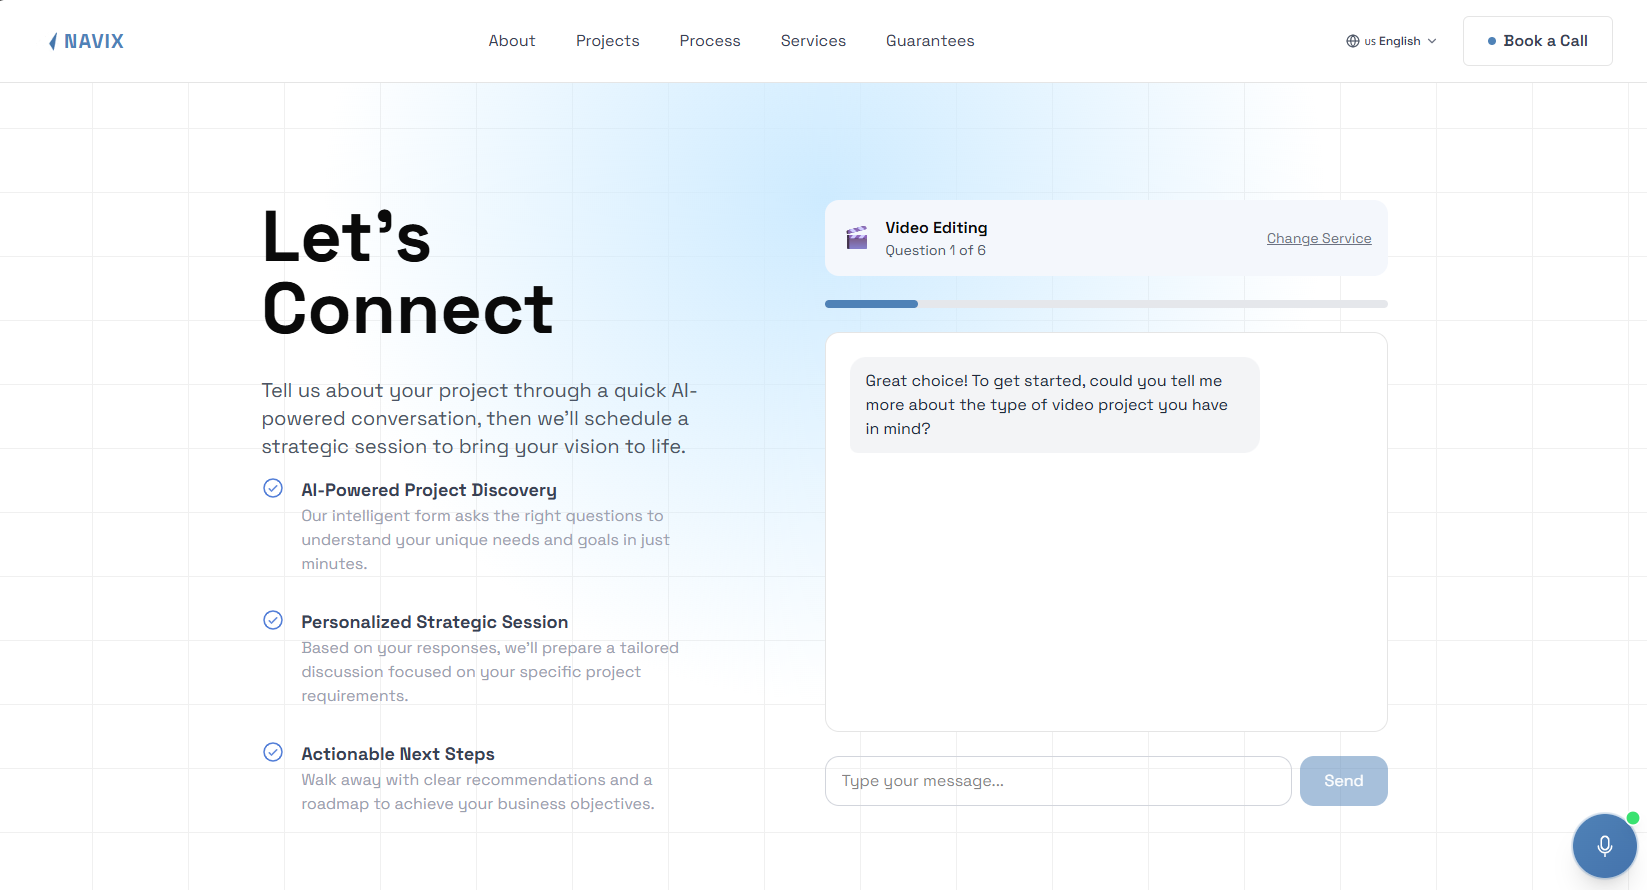 NAVIX
About
Projects
Process
Services
Guarantees
US English
Book a Call
Let's
Connect
Tell us about your project through a quick AI-
powered conversation, then we'll schedule a
strategic session to bring your vision to life.
AI-Powered Project Discovery
Our intelligent form asks the right questions to
understand your unique needs and goals in just
minutes.
Personalized Strategic Session
Based on your responses, we'll prepare a tailored
discussion focused on your specific project
requirements.
Actionable Next Steps
Walk away with clear recommendations and a
roadmap to achieve your business objectives.
Video Editing
Question 1 of 6
Change Service
Great choice! To get started, could you tell me
more about the type of video project you have
in mind?
Type your message...
Send